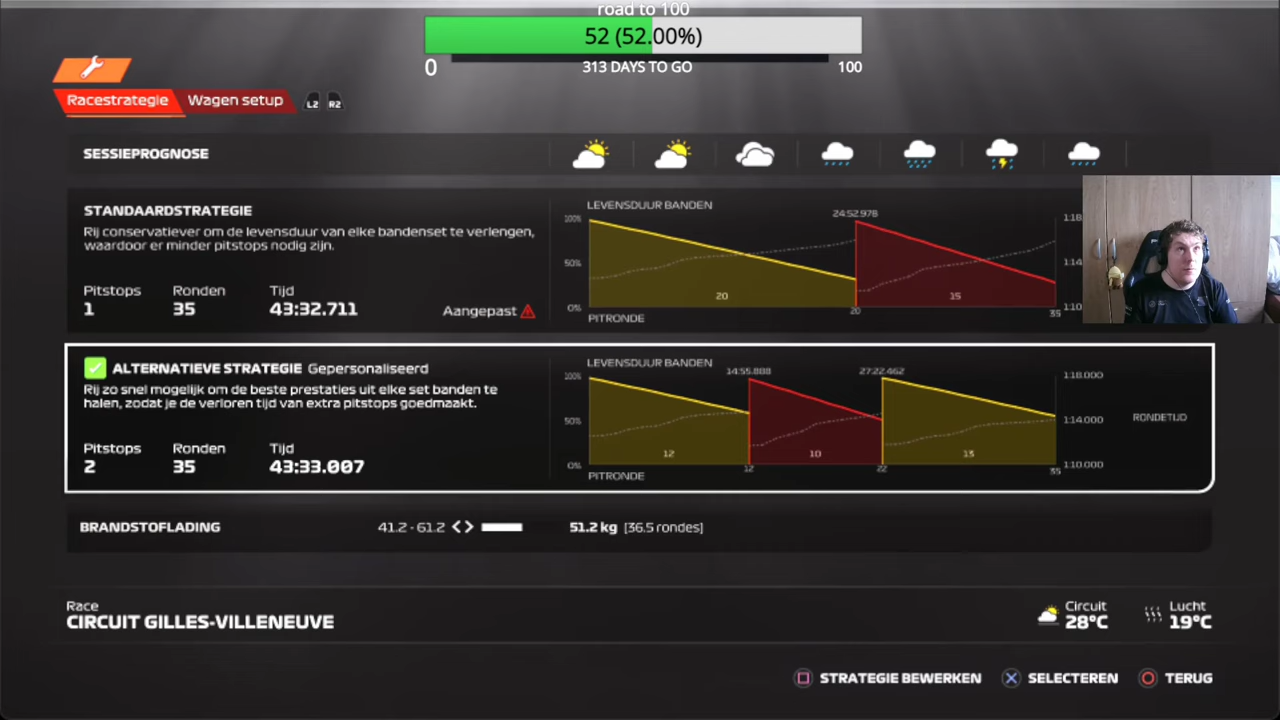 road to 100
52 (52.00%)
0
313 DAYS TO GO
100
Racestrategie
Wagen setup
L2
R2
SESSIEPROGNOSE
STANDAARDSTRATEGIE
Rij conservatiever om de levensduur van elke bandenset te verlengen,
waardoor er minder pitstops nodig zijn.
Pitstops
Ronden
Tijd
1
35
43:32.711
Aangepast
LEVENSDUUR BANDEN
24:52.978
100%
50%
0%
20
15
20
35
PITRONDE
1:18
1:14
1:10
ALTERNATIEVE STRATEGIE Gepersonaliseerd
Rij zo snel mogelijk om de beste prestaties uit elke set banden te
halen, zodat je de verloren tijd van extra pitstops goedmaakt.
Pitstops
Ronden
Tijd
2
35
43:33.007
LEVENSDUUR BANDEN
14:55.888
27:22.462
100%
50%
0%
12
10
13
12
22
35
PITRONDE
1:18.000
1:14.000
1:10.000
RONDETIJD
BRANDSTOFLADING
41.2 - 61.2
51.2 kg [36.5 rondes]
Race
CIRCUIT GILLES-VILLENEUVE
Circuit
28°C
Lucht
19°C
STRATEGIE BEWERKEN
SELECTEREN
TERUG